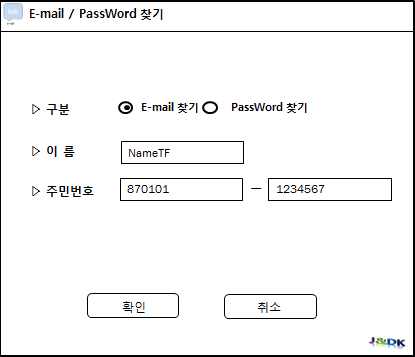 E-mail / PassWord 찾기
▷ 구분 E-mail 찾기 PassWord 찾기
▷ 이 름 NameTF
▷ 주민번호 870101 ─ 1234567
확인 취소
J&DK